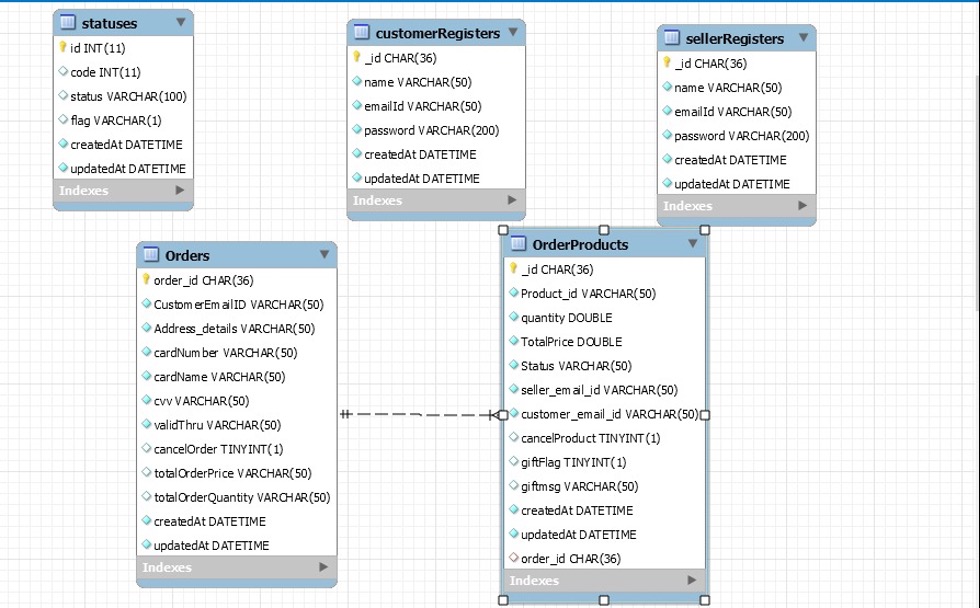 statuses
id INT(11)
code INT(11)
status VARCHAR(100)
flag VARCHAR(1)
createdAt DATETIME
updatedAt DATETIME
Indexes
customerRegisters
_id CHAR(36)
name VARCHAR(50)
emailId VARCHAR(50)
password VARCHAR(200)
createdAt DATETIME
updatedAt DATETIME
Indexes
sellerRegisters
_id CHAR(36)
name VARCHAR(50)
emailId VARCHAR(50)
password VARCHAR(200)
createdAt DATETIME
updatedAt DATETIME
Indexes
Orders
order_id CHAR(36)
CustomerEmailID VARCHAR(50)
Address_details VARCHAR(50)
cardNumber VARCHAR(50)
cardName VARCHAR(50)
cvv VARCHAR(50)
validThru VARCHAR(50)
cancelOrder TINYINT(1)
totalOrderPrice VARCHAR(50)
totalOrderQuantity VARCHAR(50)
createdAt DATETIME
updatedAt DATETIME
Indexes
OrderProducts
_id CHAR(36)
Product_id VARCHAR(50)
quantity DOUBLE
TotalPrice DOUBLE
Status VARCHAR(50)
seller_email_id VARCHAR(50)
customer_email_id VARCHAR(50)
cancelProduct TINYINT(1)
giftFlag TINYINT(1)
giftmsg VARCHAR(50)
createdAt DATETIME
updatedAt DATETIME
order_id CHAR(36)
Indexes